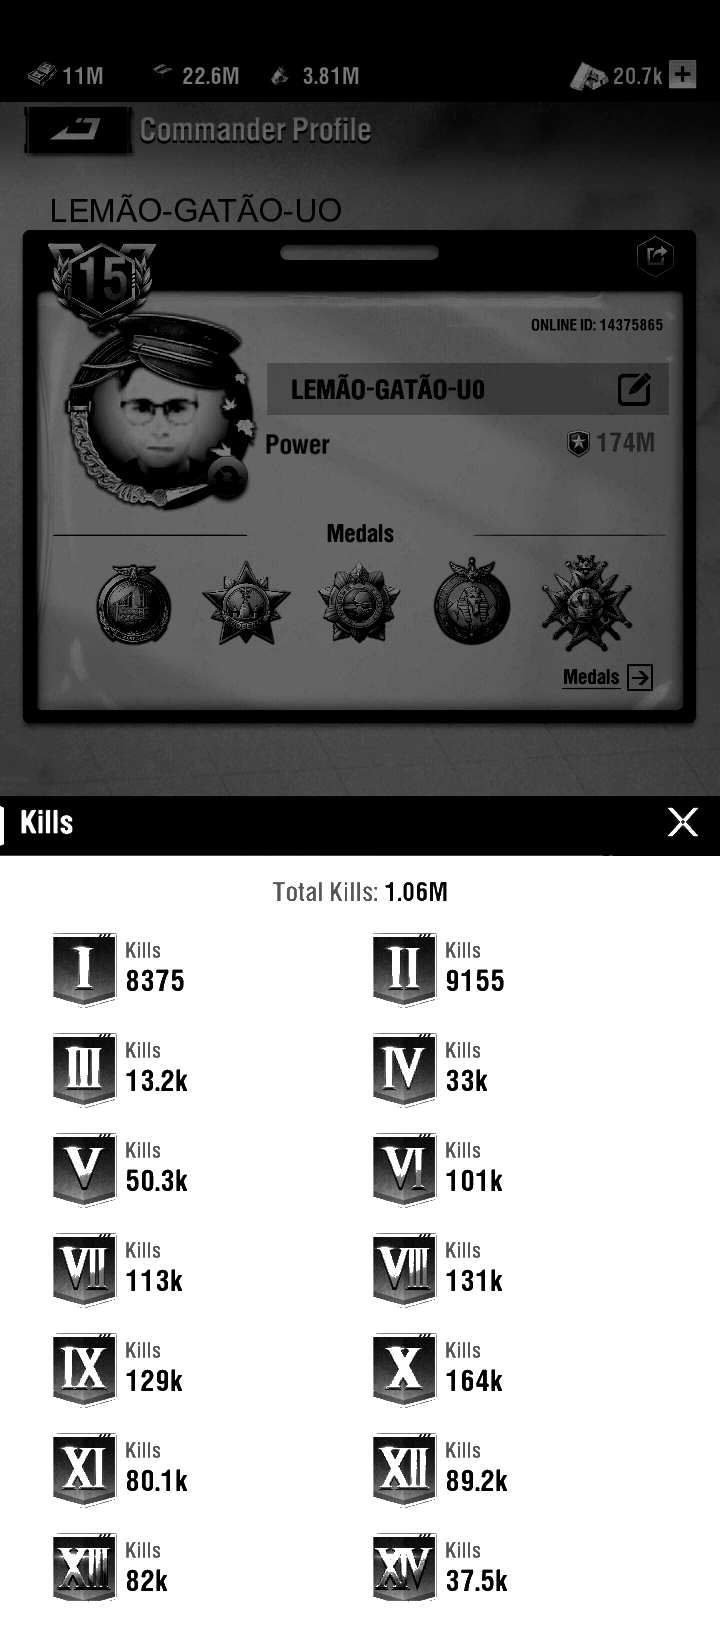 11M 22.6M 3.81M 20.7k
Commander Profile
LEMÃO-GATÃO-UO
15
ONLINE ID: 14375865
LEMÃO-GATÃO-UO
Power 174M
Medals
Medals
Kills
Total Kills: 1.06M
I Kills 8375
II Kills 9155
III Kills 13.2k
IV Kills 33k
V Kills 50.3k
VI Kills 101k
VII Kills 113k
VIII Kills 131k
IX Kills 129k
X Kills 164k
XI Kills 80.1k
XII Kills 89.2k
XIII Kills 82k
XIV Kills 37.5k